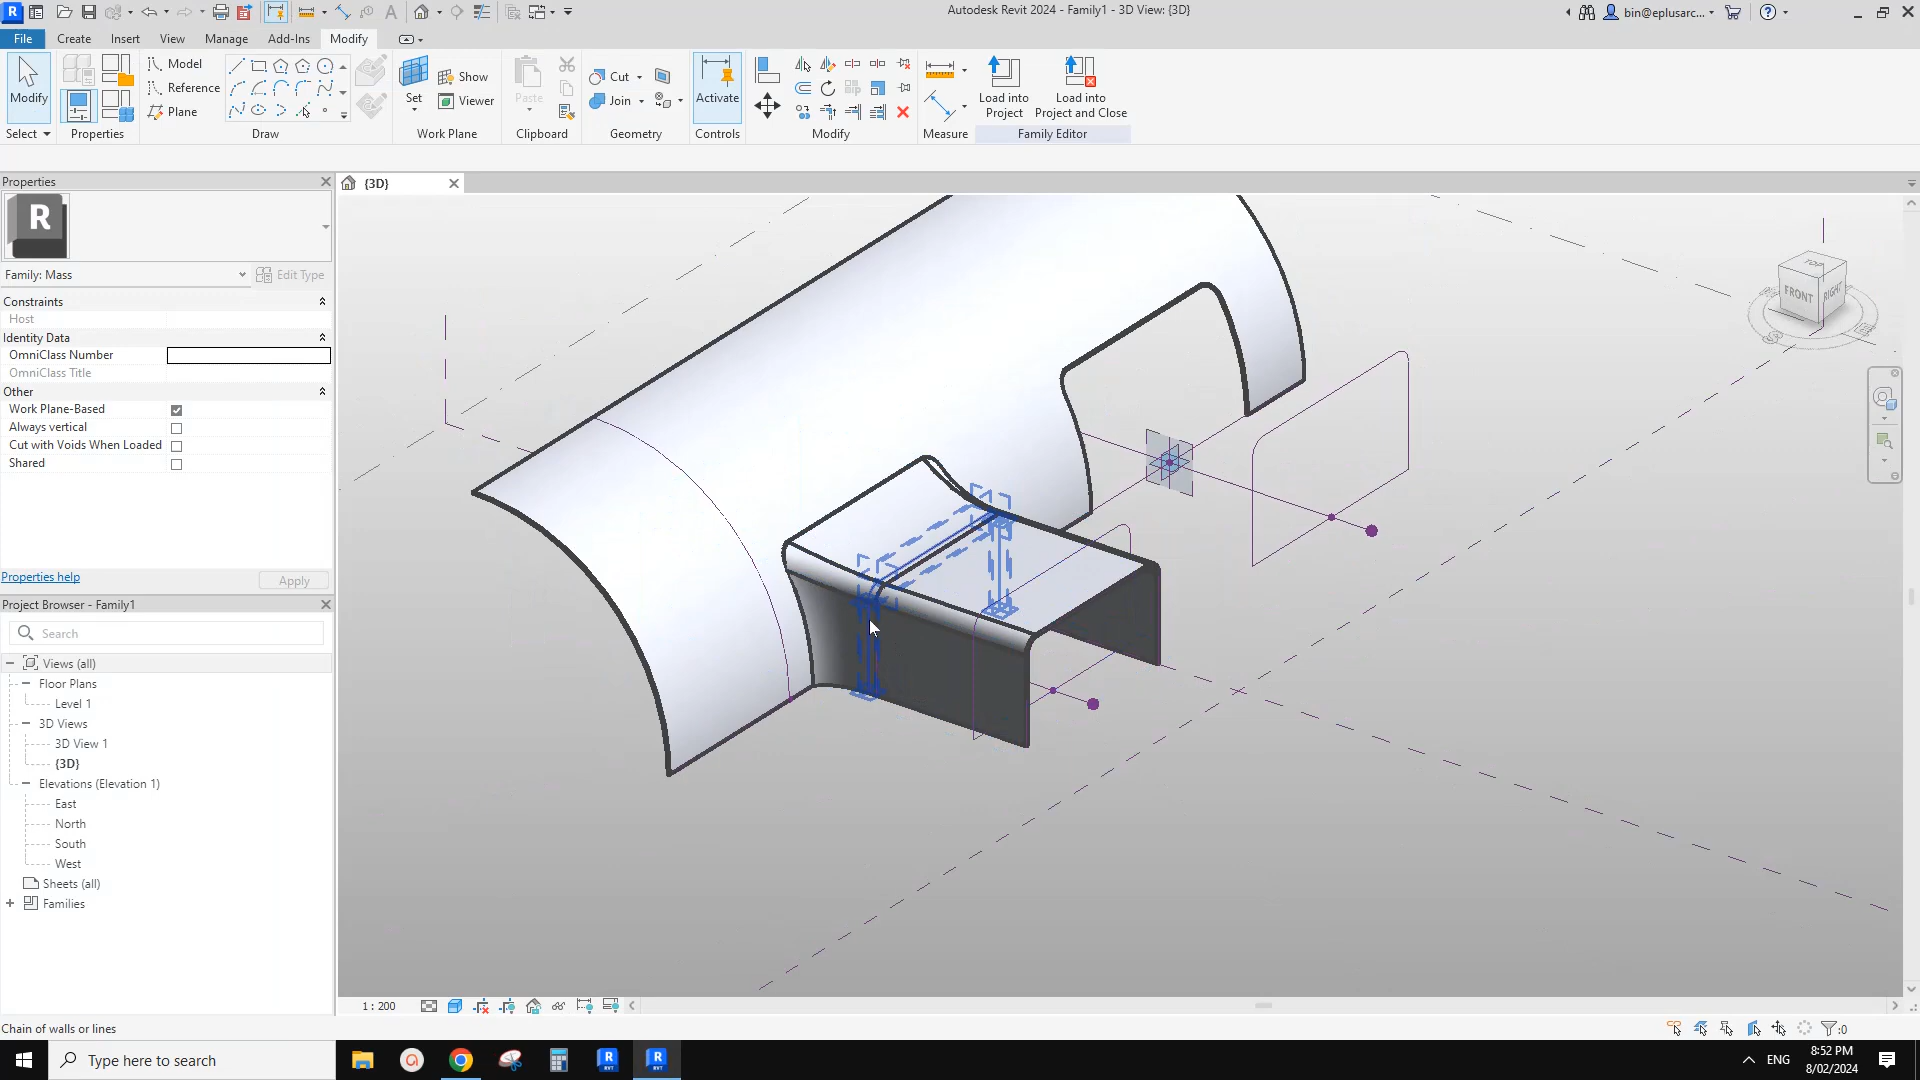 Autodesk Revit 2024 - Family1 - 3D View: {3D}
bin@eplusarc...
File
Create
Insert
View
Manage
Add-Ins
Modify
Modify
Select
Properties
Model
Reference
Plane
Draw
Set
Show
Viewer
Work Plane
Paste
Clipboard
Cut
Join
Geometry
Activate
Controls
Modify
Measure
Load into
Project
Load into
Project and Close
Family Editor
Properties
{3D}
R
Family: Mass
Edit Type
Constraints
Host
Identity Data
OmniClass Number
OmniClass Title
Other
Work Plane-Based
Always vertical
Cut with Voids When Loaded
Shared
Properties help
Apply
Project Browser - Family1
Search
Views (all)
Floor Plans
Level 1
3D Views
3D View 1
{3D}
Elevations (Elevation 1)
East
North
South
West
Sheets (all)
Families
TOP
FRONT
RIGHT
S
E
1 : 200
Chain of walls or lines
:0
Type here to search
ENG
8:52 PM
8/02/2024